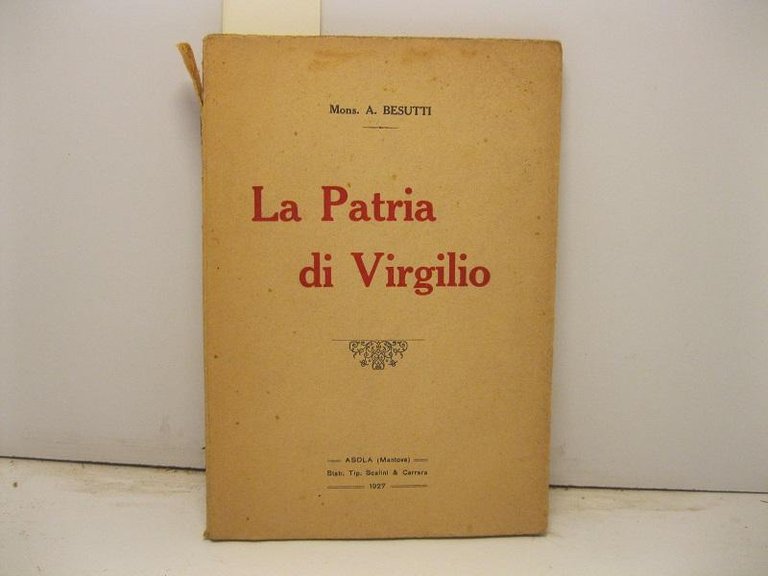 Mons. A. BESUTTI
La Patria
di Virgilio
ASOLA (Mantova)
Stab. Tip. Scalini & Carrara
1927